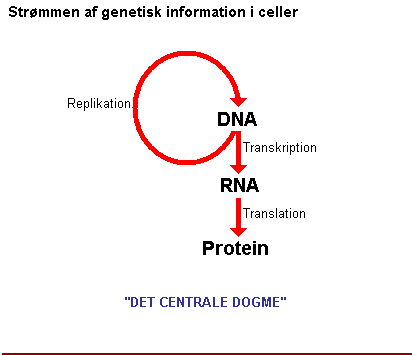 Strømmen af genetisk information i celler
Replikation
DNA
Transkription
RNA
Translation
Protein
"DET CENTRALE DOGME"